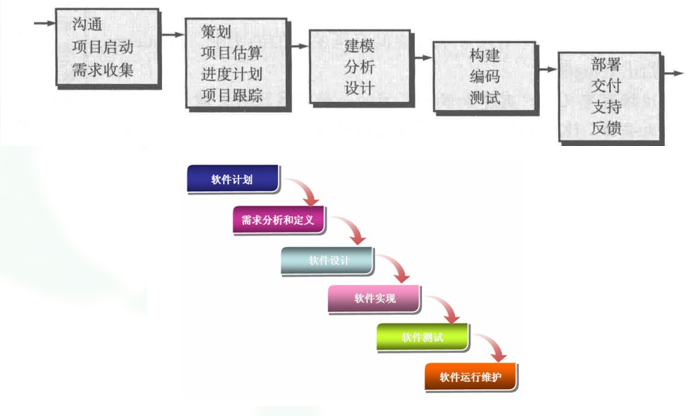 沟通
项目启动
需求收集
策划
项目估算
进度计划
项目跟踪
建模
分析
设计
构建
编码
测试
部署
交付
支持
反馈
软件计划
需求分析和定义
软件设计
软件实现
软件测试
软件运行维护